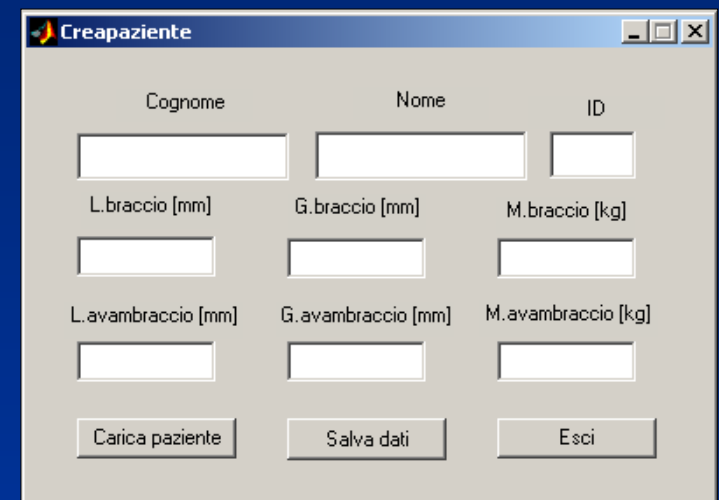 Creapaziente
Cognome Nome ID
L.braccio [mm] G.braccio [mm] M.braccio [kg]
L.avambraccio [mm] G.avambraccio [mm] M.avambraccio [kg]
Carica paziente Salva dati Esci